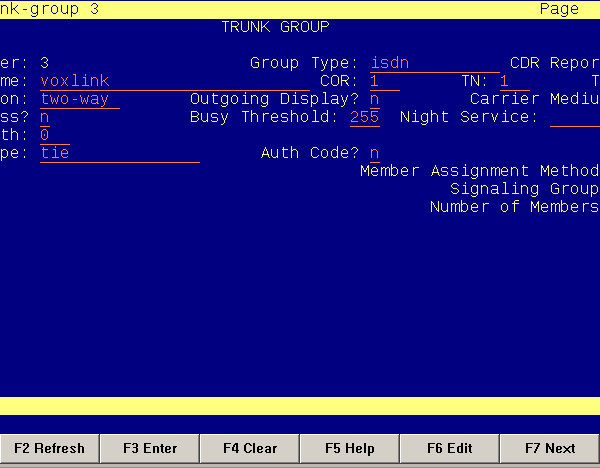 nk-group 3 Page
TRUNK GROUP
er: 3 Group Type: isdn CDR Repor
me: voxlink COR: 1 TN: 1 T
on: two-way Outgoing Display? n Carrier Mediu
ss? n Busy Threshold: 255 Night Service:
th: 0
pe: tie Auth Code? n
Member Assignment Method
Signaling Group
Number of Members
F2 Refresh F3 Enter F4 Clear F5 Help F6 Edit F7 Next